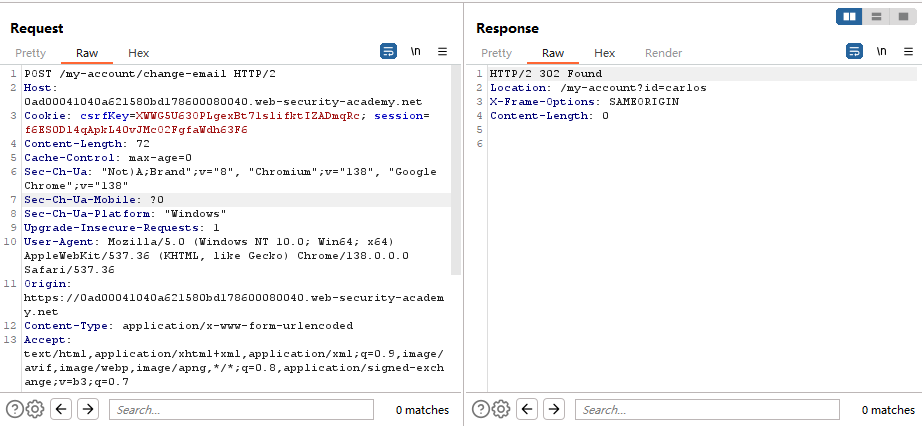 Request
Response
Pretty Raw Hex
\n
Pretty Raw Hex Render
\n
1 POST /my-account/change-email HTTP/2
2 Host:
0ad00041040a621580bd178600080040.web-security-academy.net
3 Cookie: csrfKey=XWWG5U630PLgexBt7lslifktIZADmqRc; session=
f6ES0D14qApkL40vJMc02FgfaWdh63F6
4 Content-Length: 72
5 Cache-Control: max-age=0
6 Sec-Ch-Ua: "Not)A;Brand";v="8", "Chromium";v="138", "Google
Chrome";v="138"
7 Sec-Ch-Ua-Mobile: ?0
8 Sec-Ch-Ua-Platform: "Windows"
9 Upgrade-Insecure-Requests: 1
10 User-Agent: Mozilla/5.0 (Windows NT 10.0; Win64; x64)
AppleWebKit/537.36 (KHTML, like Gecko) Chrome/138.0.0.0
Safari/537.36
11 Origin:
https://0ad00041040a621580bd178600080040.web-security-academ
y.net
12 Content-Type: application/x-www-form-urlencoded
13 Accept:
text/html,application/xhtml+xml,application/xml;q=0.9,image/
avif,image/webp,image/apng,*/*;q=0.8,application/signed-exch
ange;v=b3;q=0.7
1 HTTP/2 302 Found
2 Location: /my-account?id=carlos
3 X-Frame-Options: SAMEORIGIN
4 Content-Length: 0
5
6
Search...
0 matches
Search...
0 matches